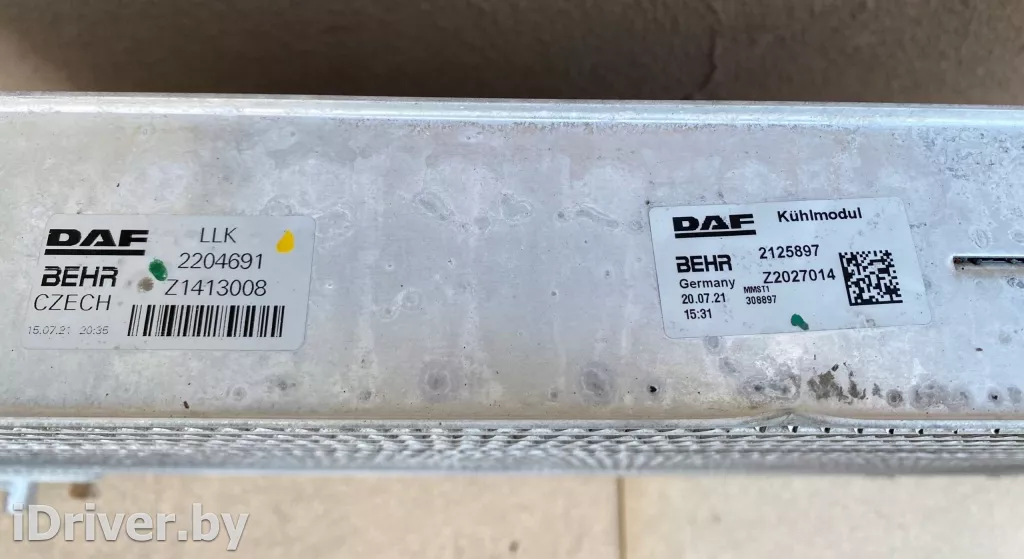 DAF LLK
BEHR 2204691
CZECH Z1413008
15.07.21 20:35
DAF Kühlmodul
BEHR 2125897
Germany Z2027014
20.07.21 MMST1
15:31 308897
iDriver.by